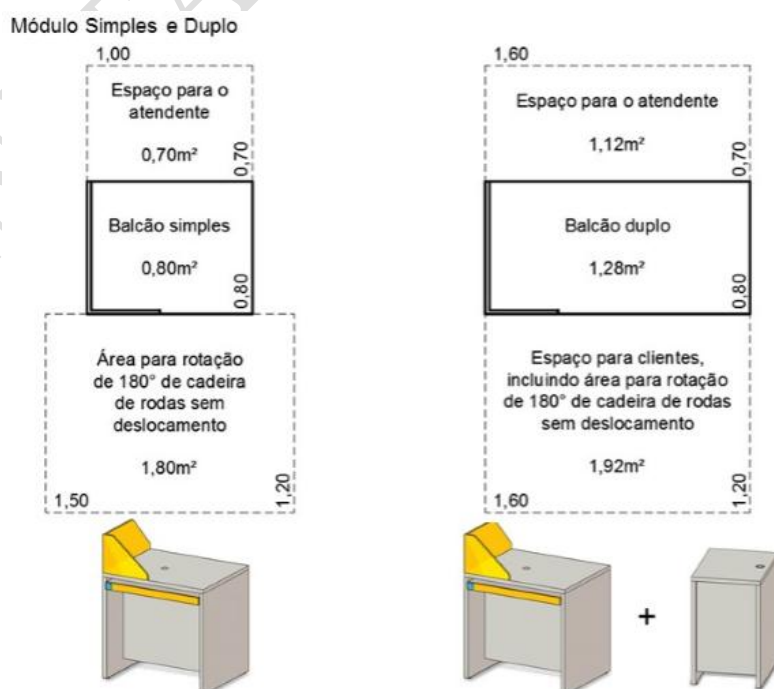 Módulo Simples e Duplo
1,00
Espaço para o
atendente
0,70m²
0,70
Balcão simples
0,80m²
0,80
Área para rotação
de 180° de cadeira
de rodas sem
deslocamento
1,80m²
1,50
1,20
1,60
Espaço para o atendente
1,12m²
0,70
Balcão duplo
1,28m²
0,80
Espaço para clientes,
incluindo área para rotação
de 180° de cadeira de rodas
sem deslocamento
1,92m²
1,60
1,20
+